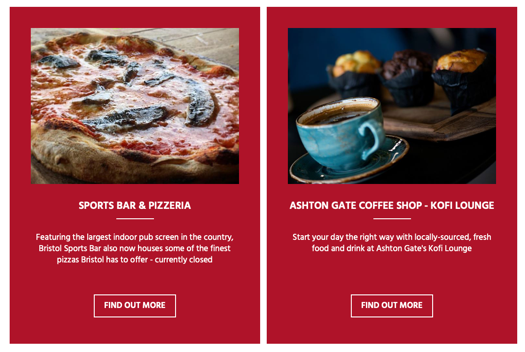 SPORTS BAR & PIZZERIA
Featuring the largest indoor pub screen in the country,
Bristol Sports Bar also now houses some of the finest
pizzas Bristol has to offer - currently closed
FIND OUT MORE
ASHTON GATE COFFEE SHOP - KOFI LOUNGE
Start your day the right way with locally-sourced, fresh
food and drink at Ashton Gate's Kofi Lounge
FIND OUT MORE